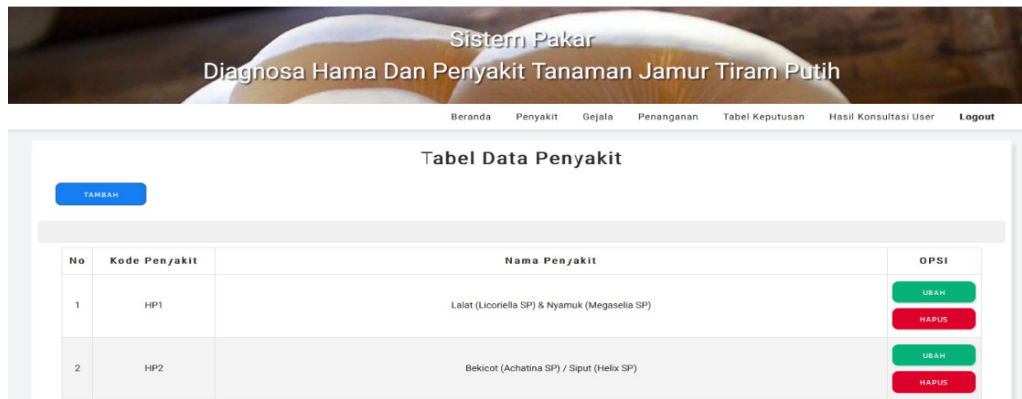 Sistem Pakar
Diagnosa Hama Dan Penyakit Tanaman Jamur Tiram Putih
Beranda Penyakit Gejala Penanganan Tabel Keputusan Hasil Konsultasi User Logout
Tabel Data Penyakit
TAMBAH
No Kode Penyakit Nama Penyakit OPSI
1 HP1 Lalat (Licoriella SP) & Nyamuk (Megaselia SP) UBAH
HAPUS
2 HP2 Bekicot (Achatina SP) / Siput (Helix SP) UBAH
HAPUS